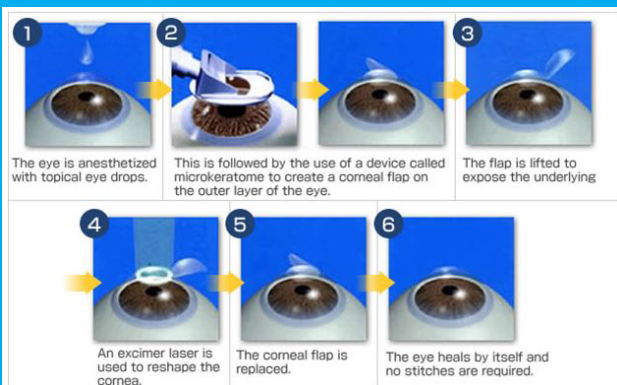 1
2
3
The eye is anesthetized
with topical eye drops.
This is followed by the use of a device called
microkeratome to create a corneal flap on
the outer layer of the eye.
The flap is lifted to
expose the underlying
4
5
6
An excimer laser is
used to reshape the
cornea.
The corneal flap is
replaced.
The eye heals by itself and
no stitches are required.